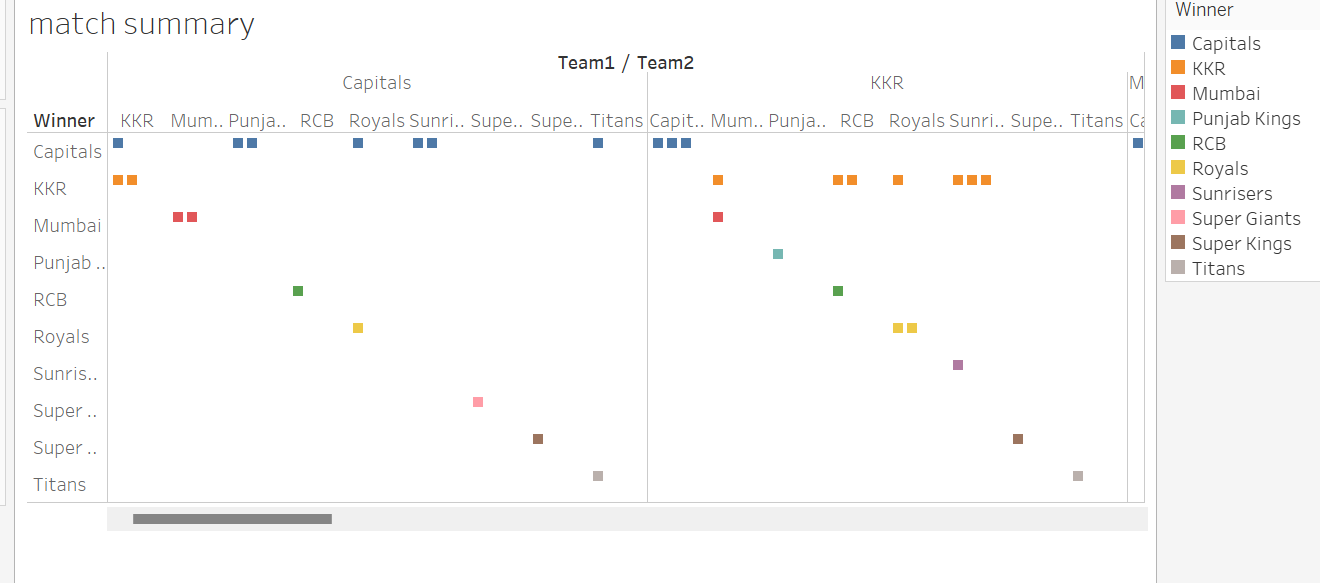 match summary
Team1 / Team2
Capitals KKR M
Winner KKR Mum.. Punja.. RCB Royals Sunri.. Supe.. Supe.. Titans Capit.. Mum.. Punja.. RCB Royals Sunri.. Supe.. Titans Ca
Capitals
KKR
Mumbai
Punjab ..
RCB
Royals
Sunris..
Super ..
Super ..
Titans
Winner
Capitals
KKR
Mumbai
Punjab Kings
RCB
Royals
Sunrisers
Super Giants
Super Kings
Titans